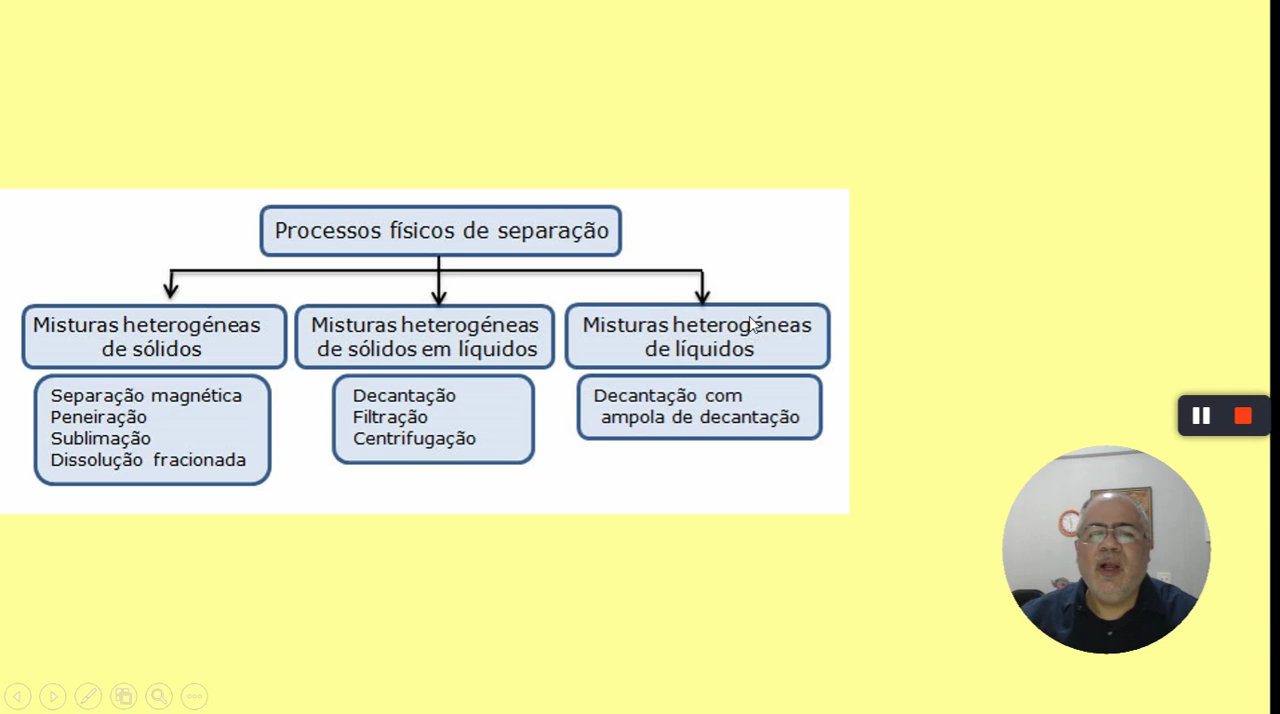 Processos físicos de separação
Misturas heterogéneas
de sólidos
Separação magnética
Peneiração
Sublimação
Dissolução fracionada
Misturas heterogéneas
de sólidos em líquidos
Decantação
Filtração
Centrifugação
Misturas heterogéneas
de líquidos
Decantação com
ampola de decantação